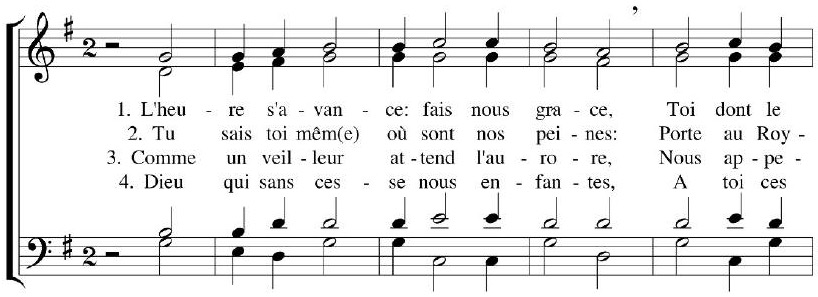 1. L'heu - re s'a - van - ce: fais nous gra - ce, Toi dont le
2. Tu sais toi mêm(e) où sont nos pei - nes: Porte au Roy -
3. Comme un veil - leur at - tend l'au - ro - re, Nous ap - pe -
4. Dieu qui sans ces - se nous en - fan - tes, A toi ces